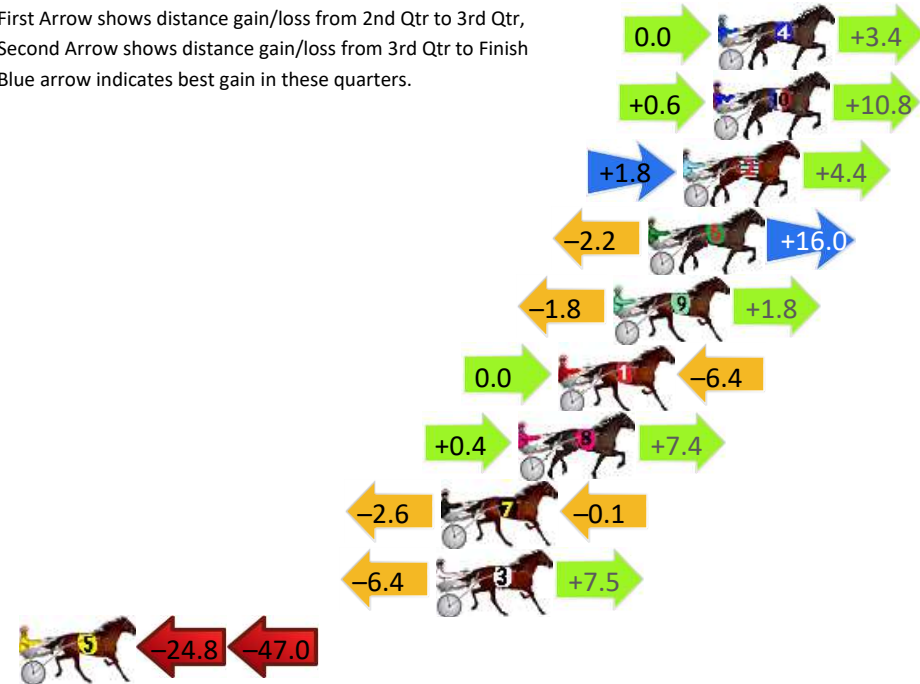 First Arrow shows distance gain/loss from 2nd Qtr to 3rd Qtr,
Second Arrow shows distance gain/loss from 3rd Qtr to Finish
Blue arrow indicates best gain in these quarters.
0.0 4 +3.4
+0.6 10 +10.8
+1.8 2 +4.4
–2.2 6 +16.0
–1.8 9 +1.8
0.0 1 –6.4
+0.4 8 +7.4
–2.6 7 –0.1
–6.4 3 +7.5
5 –24.8 –47.0